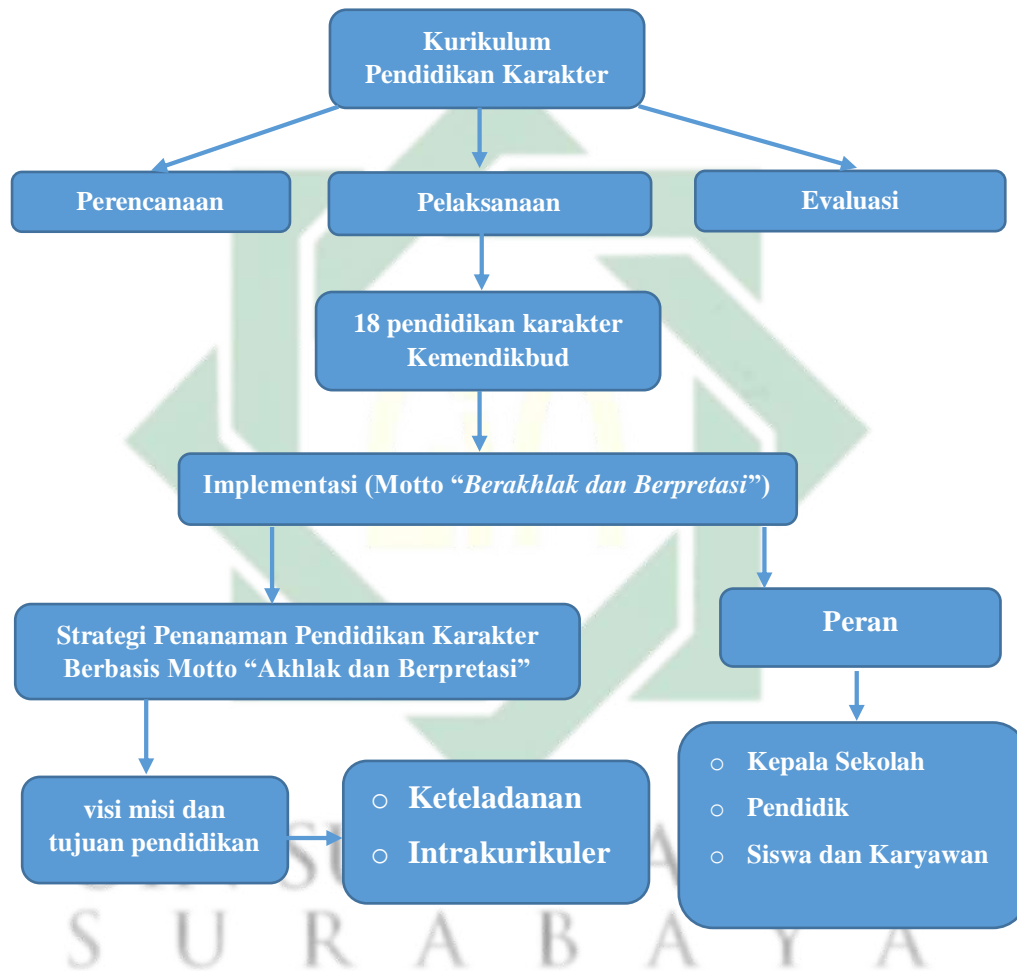 Kurikulum
Pendidikan Karakter
Perencanaan
Pelaksanaan
Evaluasi
18 pendidikan karakter
Kemendikbud
Implementasi (Motto “Berakhlak dan Berpretasi”)
Strategi Penanaman Pendidikan Karakter
Berbasis Motto “Akhlak dan Berpretasi”
Peran
visi misi dan
tujuan pendidikan
○ Keteladanan
○ Intrakurikuler
○ Kepala Sekolah
○ Pendidik
○ Siswa dan Karyawan
SURABAYA